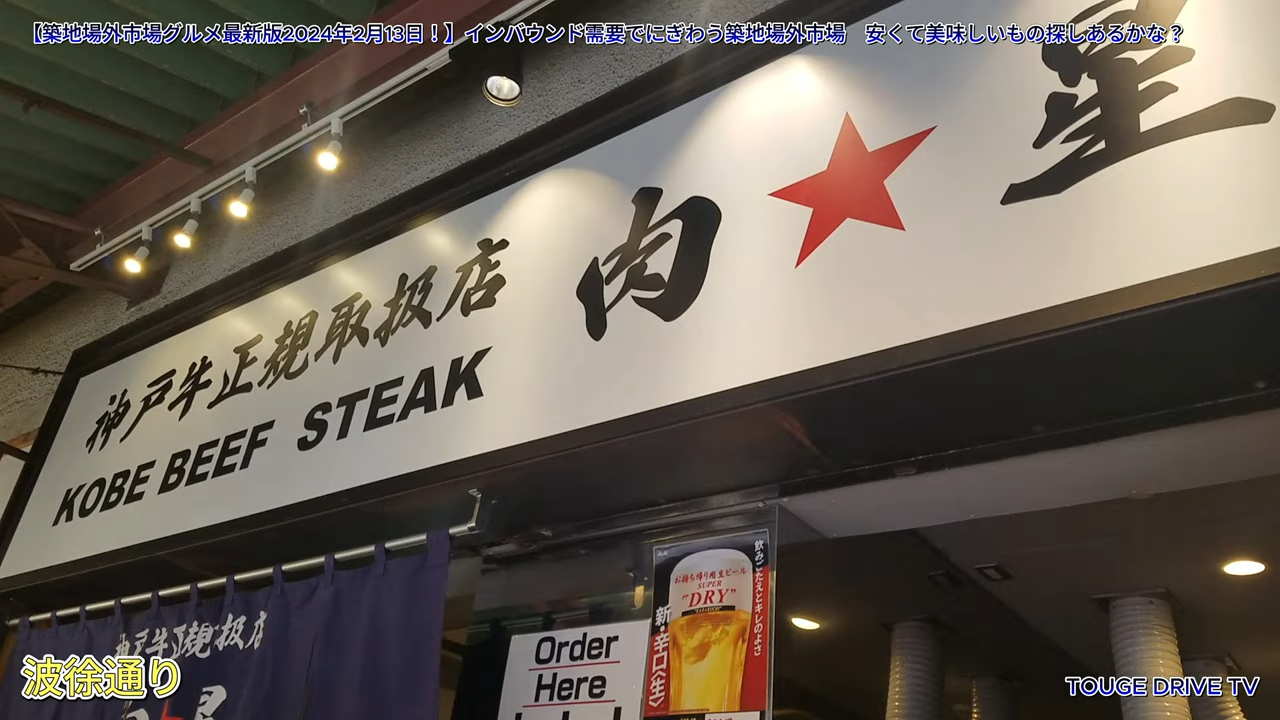 【築地場外市場グルメ最新版2024年2月13日！】インバウンド需要でにぎわう築地場外市場　安くて美味しいもの探しあるかな？
神戸牛正規取扱店
KOBE BEEF STEAK
肉★星
神戸牛正規取扱店
Order
Here
お持ち帰り用生ビール
SUPER
"DRY"
飲みごたえとキレのよさ
新・辛口〈生〉
波徐通り
TOUGE DRIVE TV